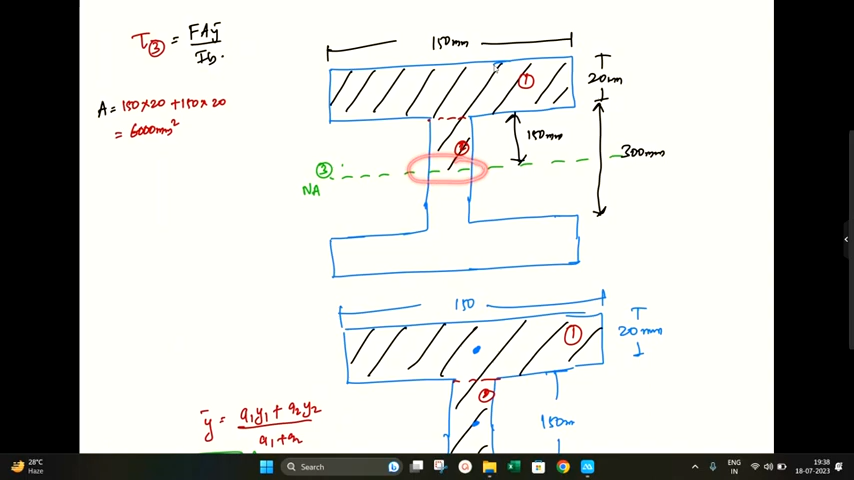 τ③ = FAȳ / Ib.
A = 150×20 + 150×20
= 6000mm²
150mm
①
20mm
150mm
②
300mm
③
NA
150
①
20mm
②
150m
ȳ = a₁y₁ + a₂y₂ / a₁+a₂
28°C
Haze
Search
ENG
IN
19:38
18-07-2023